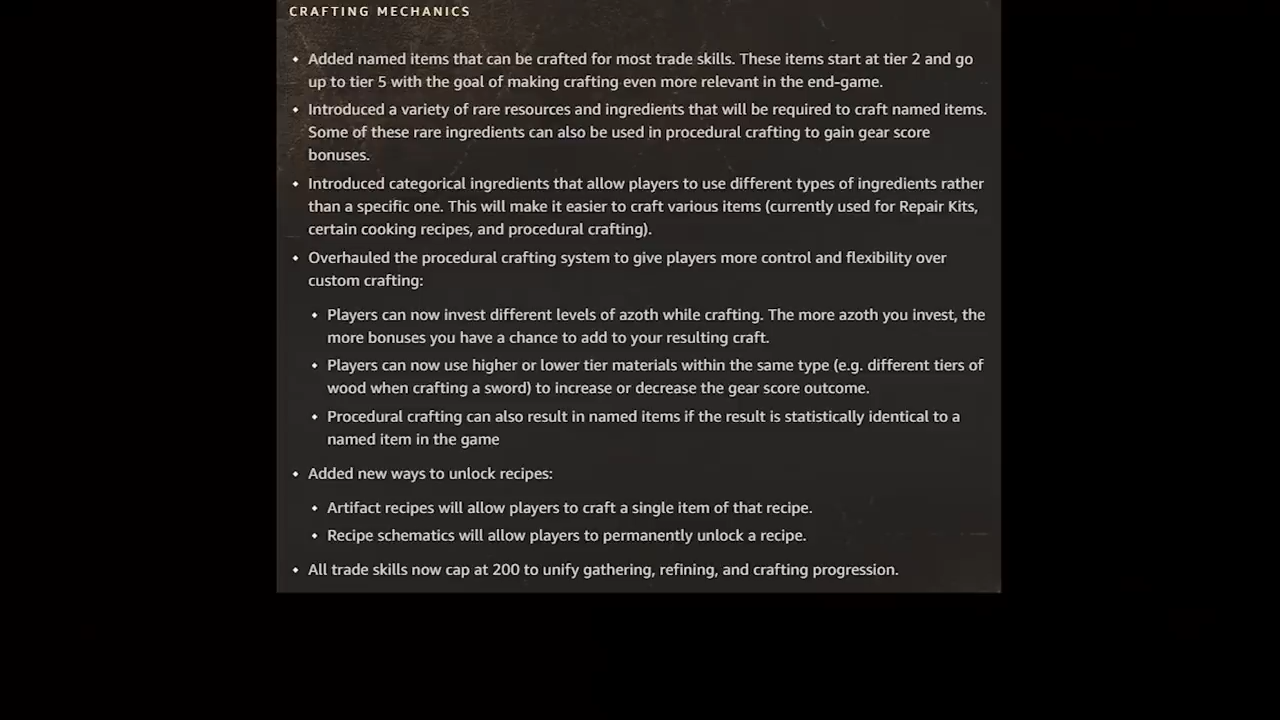 CRAFTING MECHANICS
• Added named items that can be crafted for most trade skills. These items start at tier 2 and go
up to tier 5 with the goal of making crafting even more relevant in the end-game.
• Introduced a variety of rare resources and ingredients that will be required to craft named items.
Some of these rare ingredients can also be used in procedural crafting to gain gear score
bonuses.
• Introduced categorical ingredients that allow players to use different types of ingredients rather
than a specific one. This will make it easier to craft various items (currently used for Repair Kits,
certain cooking recipes, and procedural crafting).
• Overhauled the procedural crafting system to give players more control and flexibility over
custom crafting:
• Players can now invest different levels of azoth while crafting. The more azoth you invest, the
more bonuses you have a chance to add to your resulting craft.
• Players can now use higher or lower tier materials within the same type (e.g. different tiers of
wood when crafting a sword) to increase or decrease the gear score outcome.
• Procedural crafting can also result in named items if the result is statistically identical to a
named item in the game
• Added new ways to unlock recipes:
• Artifact recipes will allow players to craft a single item of that recipe.
• Recipe schematics will allow players to permanently unlock a recipe.
• All trade skills now cap at 200 to unify gathering, refining, and crafting progression.